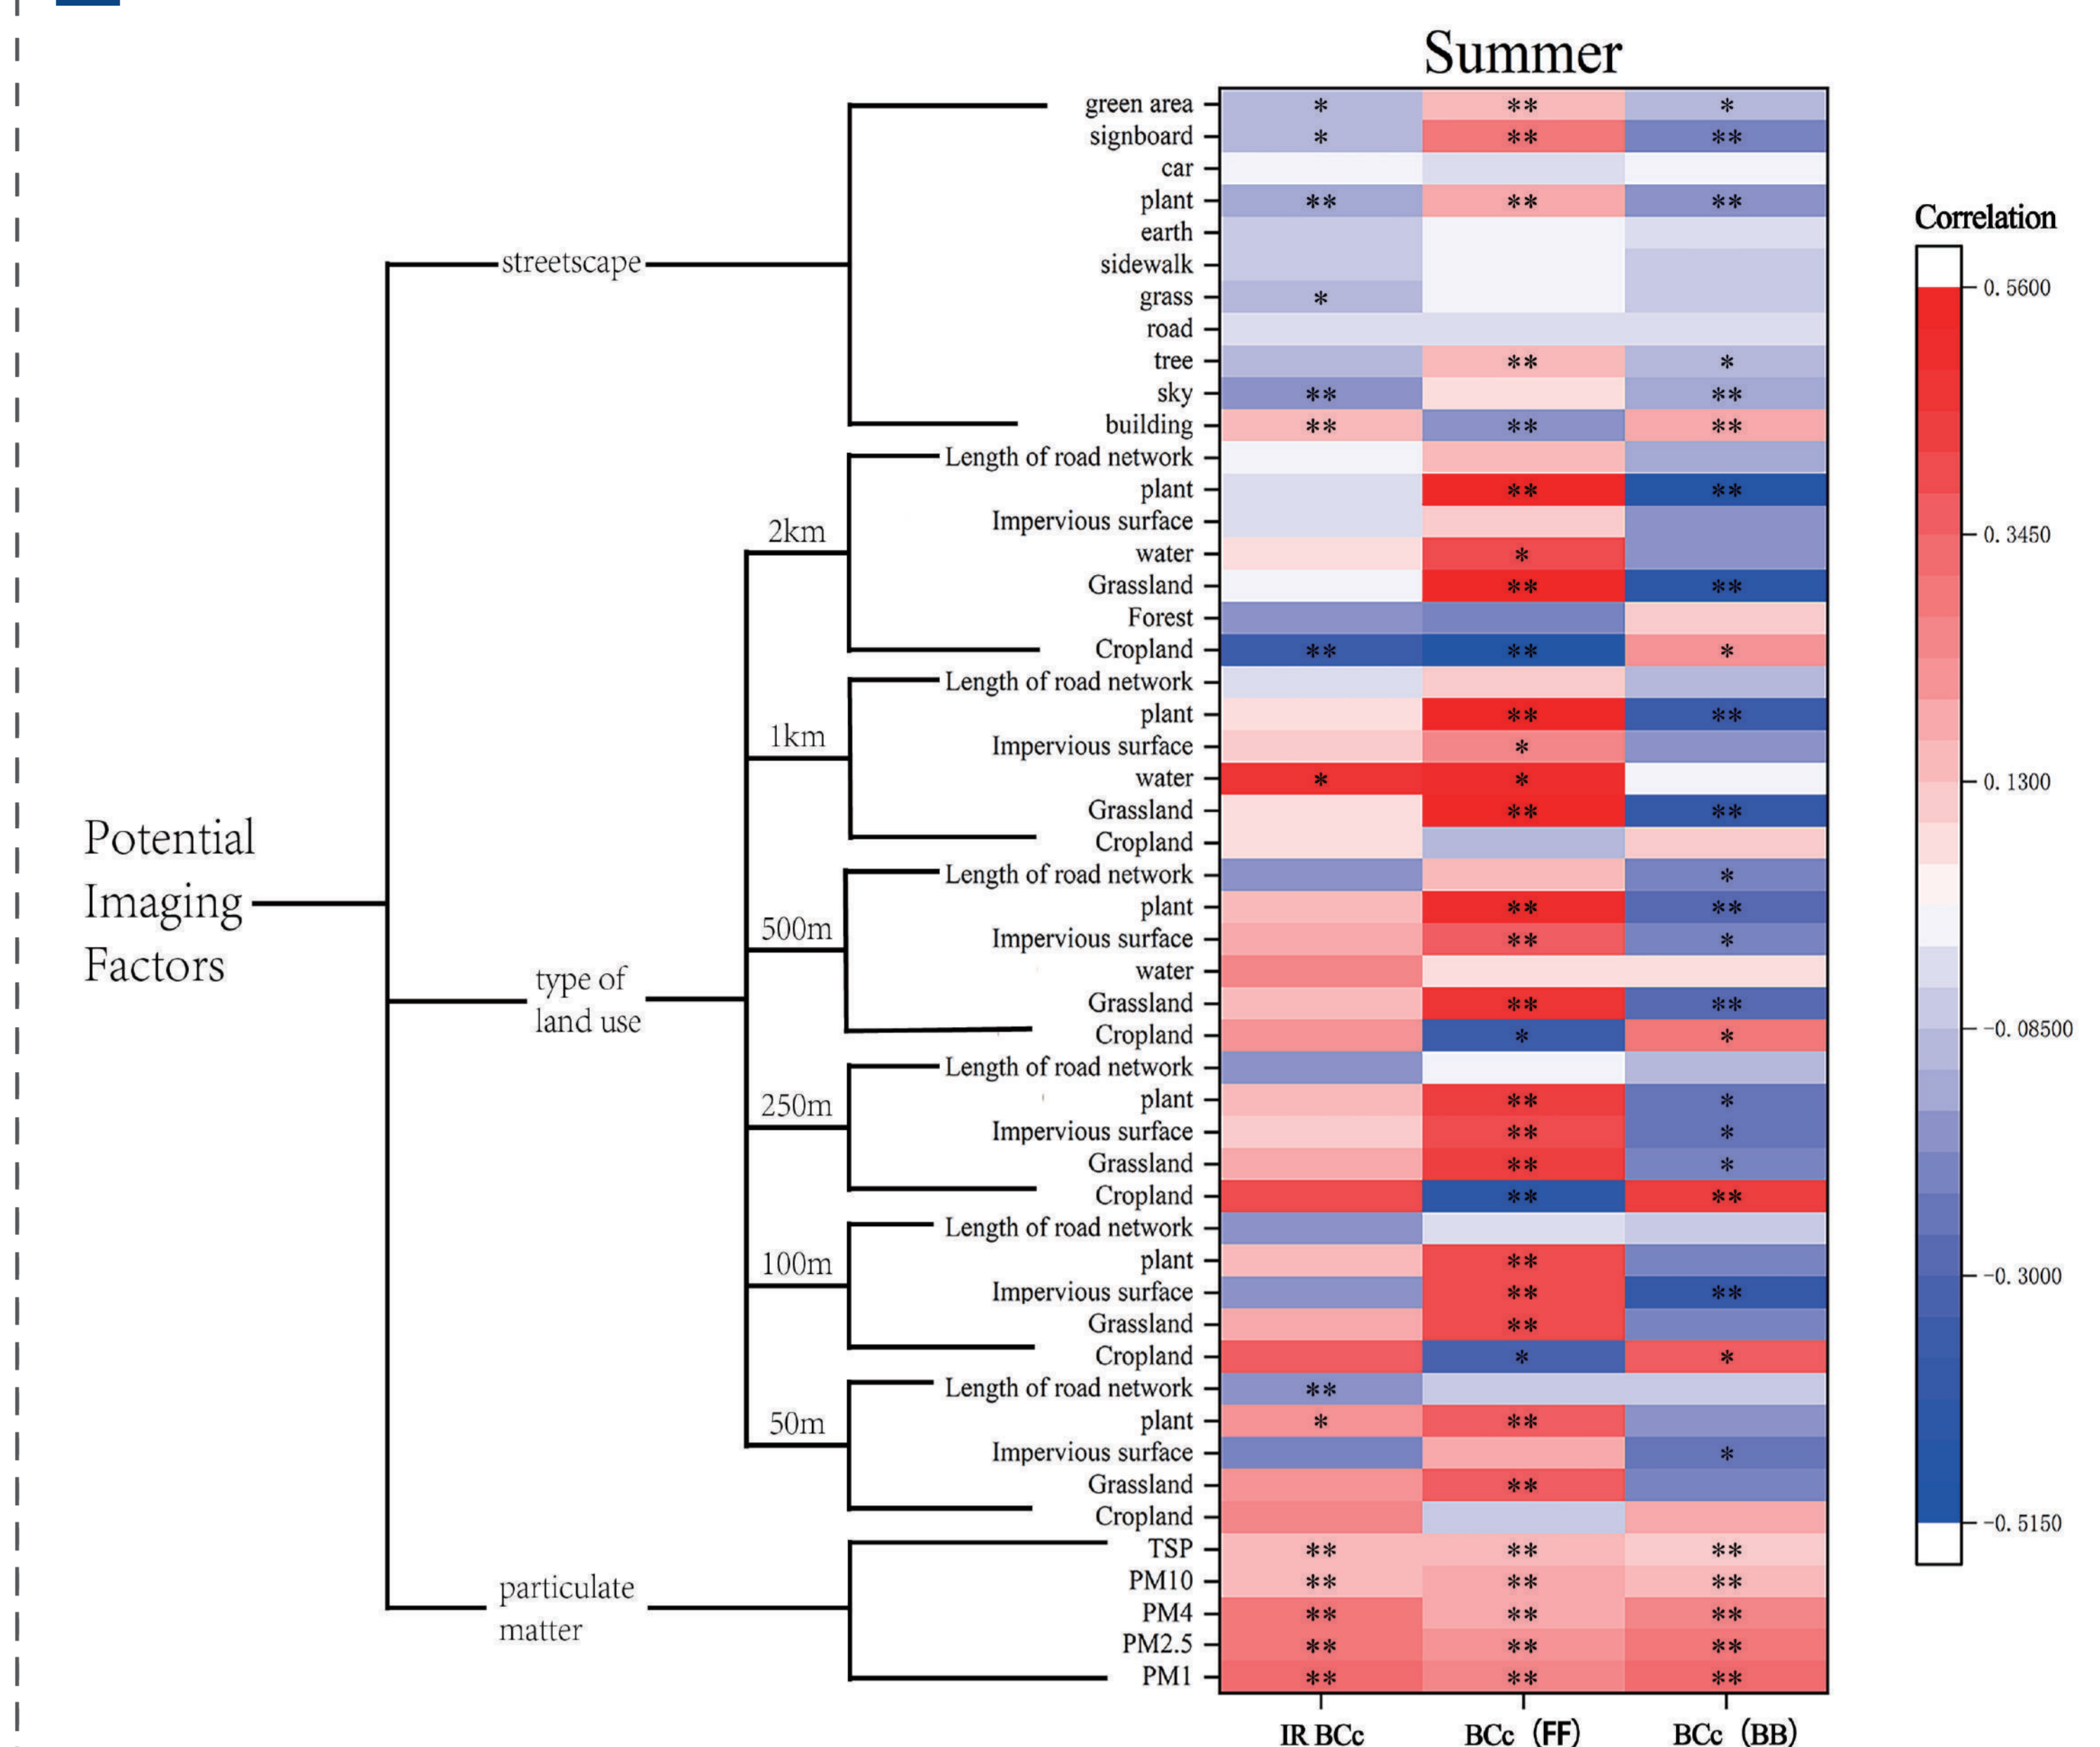 Summer
green area * ** *
signboard * ** **
car
plant ** ** **
earth
sidewalk
grass *
road
tree ** *
sky ** **
building ** ** **
streetscape
2km
Length of road network
plant ** **
Impervious surface
water *
Grassland ** **
Forest
Cropland ** ** *
1km
Length of road network
plant ** **
Impervious surface *
water * *
Grassland ** **
Cropland
500m
Length of road network *
plant ** **
Impervious surface ** *
water
Grassland ** **
Cropland * *
250m
Length of road network
plant ** *
Impervious surface ** *
Grassland ** *
Cropland ** **
100m
Length of road network
plant **
Impervious surface ** **
Grassland **
Cropland * *
50m
Length of road network **
plant * **
Impervious surface *
Grassland **
Cropland
type of
land use
TSP ** ** **
PM10 ** ** **
PM4 ** ** **
PM2.5 ** ** **
PM1 ** ** **
particulate
matter
Potential
Imaging
Factors
IR BCc BCc (FF) BCc (BB)
Correlation
0.5600
0.3450
0.1300
-0.08500
-0.3000
-0.5150